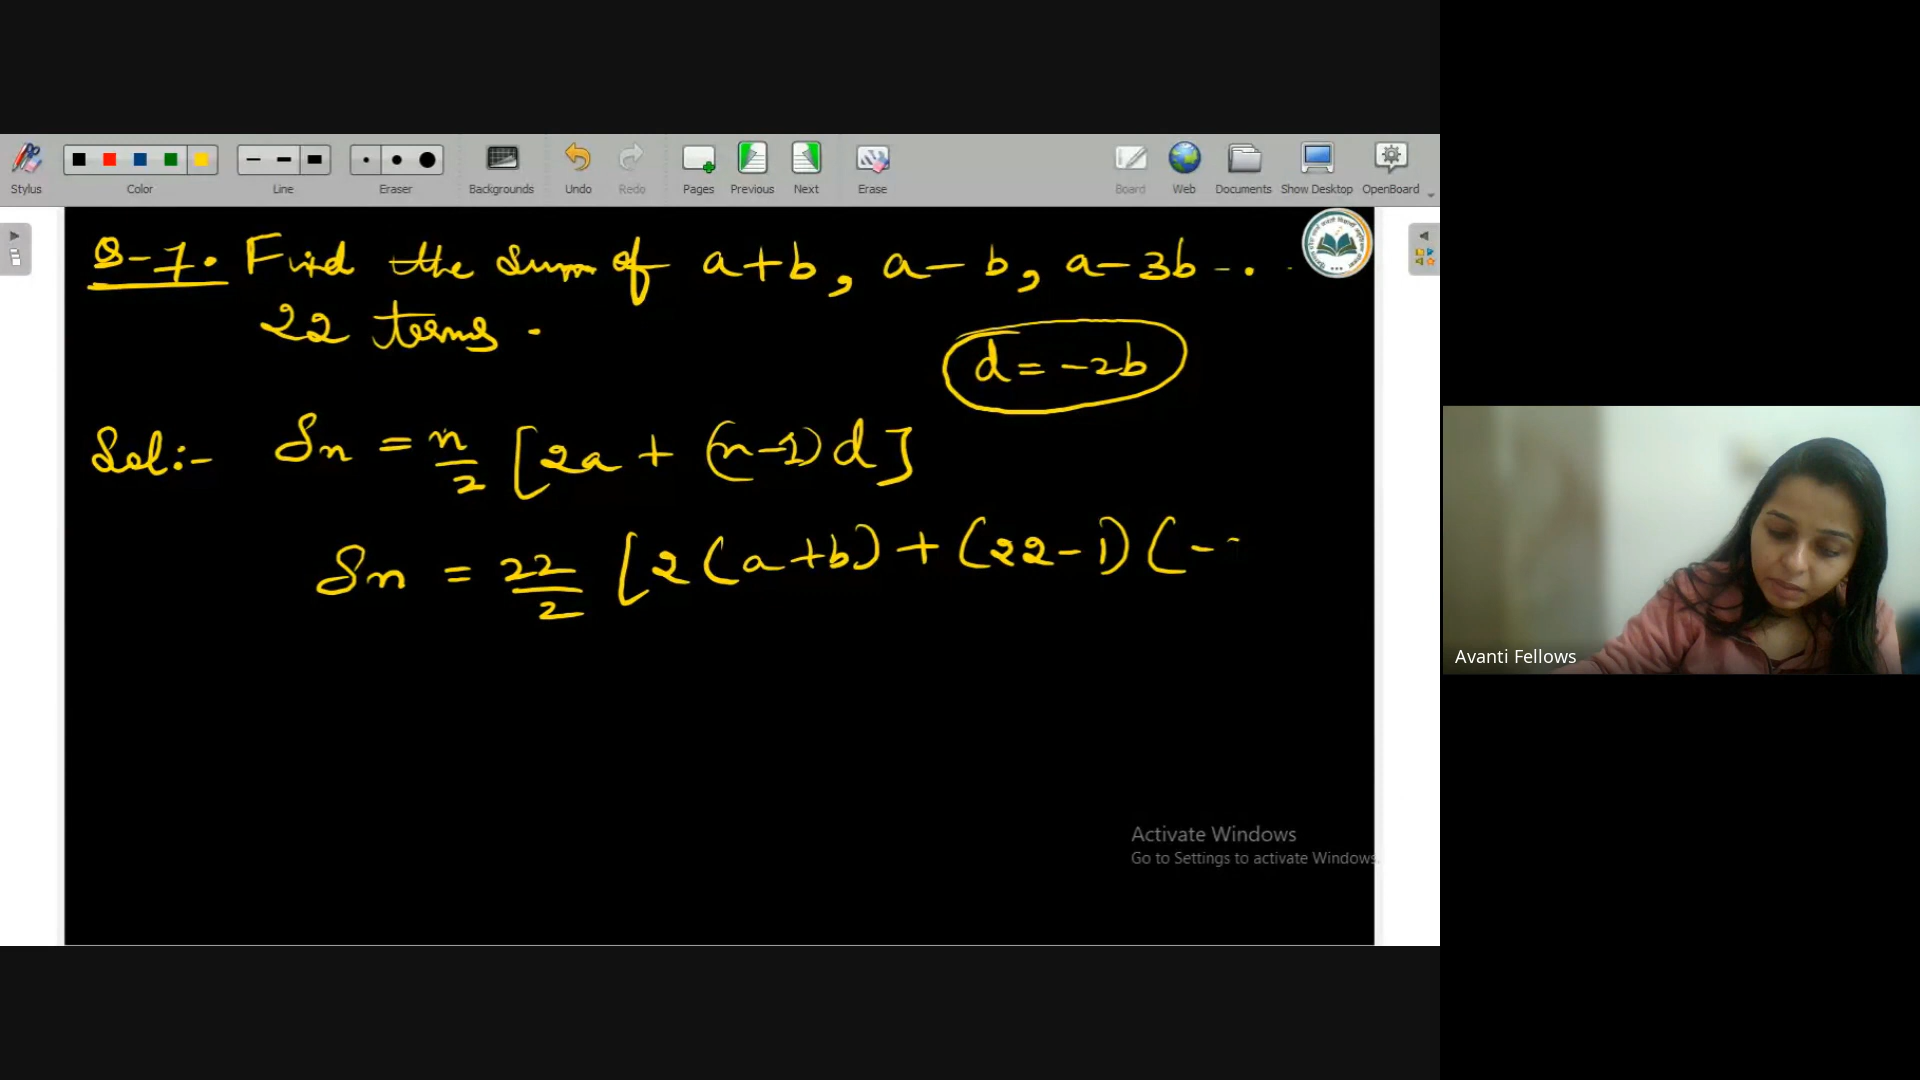 Stylus Color Line Eraser Backgrounds Undo Redo Pages Previous Next Erase Board Web Documents Show Desktop OpenBoard
Q-7. Find the sum of a+b, a-b, a-3b -. .
22 terms.
d = -2b
Sol:- Sn = n/2 [2a + (n-1)d]
Sn = 22/2 [2(a+b) + (22-1)(-
Avanti Fellows
Activate Windows
Go to Settings to activate Windows.